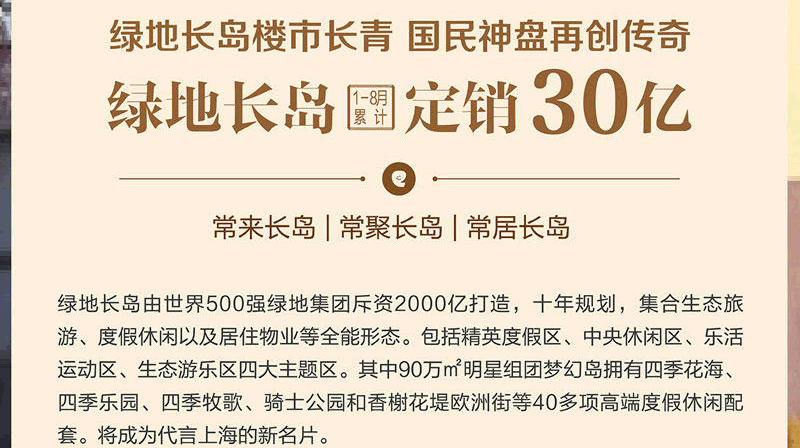 绿地长岛楼市长青 国民神盘再创传奇
绿地长岛 1-8月累计 定销30亿
常来长岛 | 常聚长岛 | 常居长岛
绿地长岛由世界500强绿地集团斥资2000亿打造，十年规划，集合生态旅
游、度假休闲以及居住物业等全能形态。包括精英度假区、中央休闲区、乐活
运动区、生态游乐区四大主题区。其中90万㎡明星组团梦幻岛拥有四季花海、
四季乐园、四季牧歌、骑士公园和香榭花堤欧洲街等40多项高端度假休闲配
套。将成为代言上海的新名片。